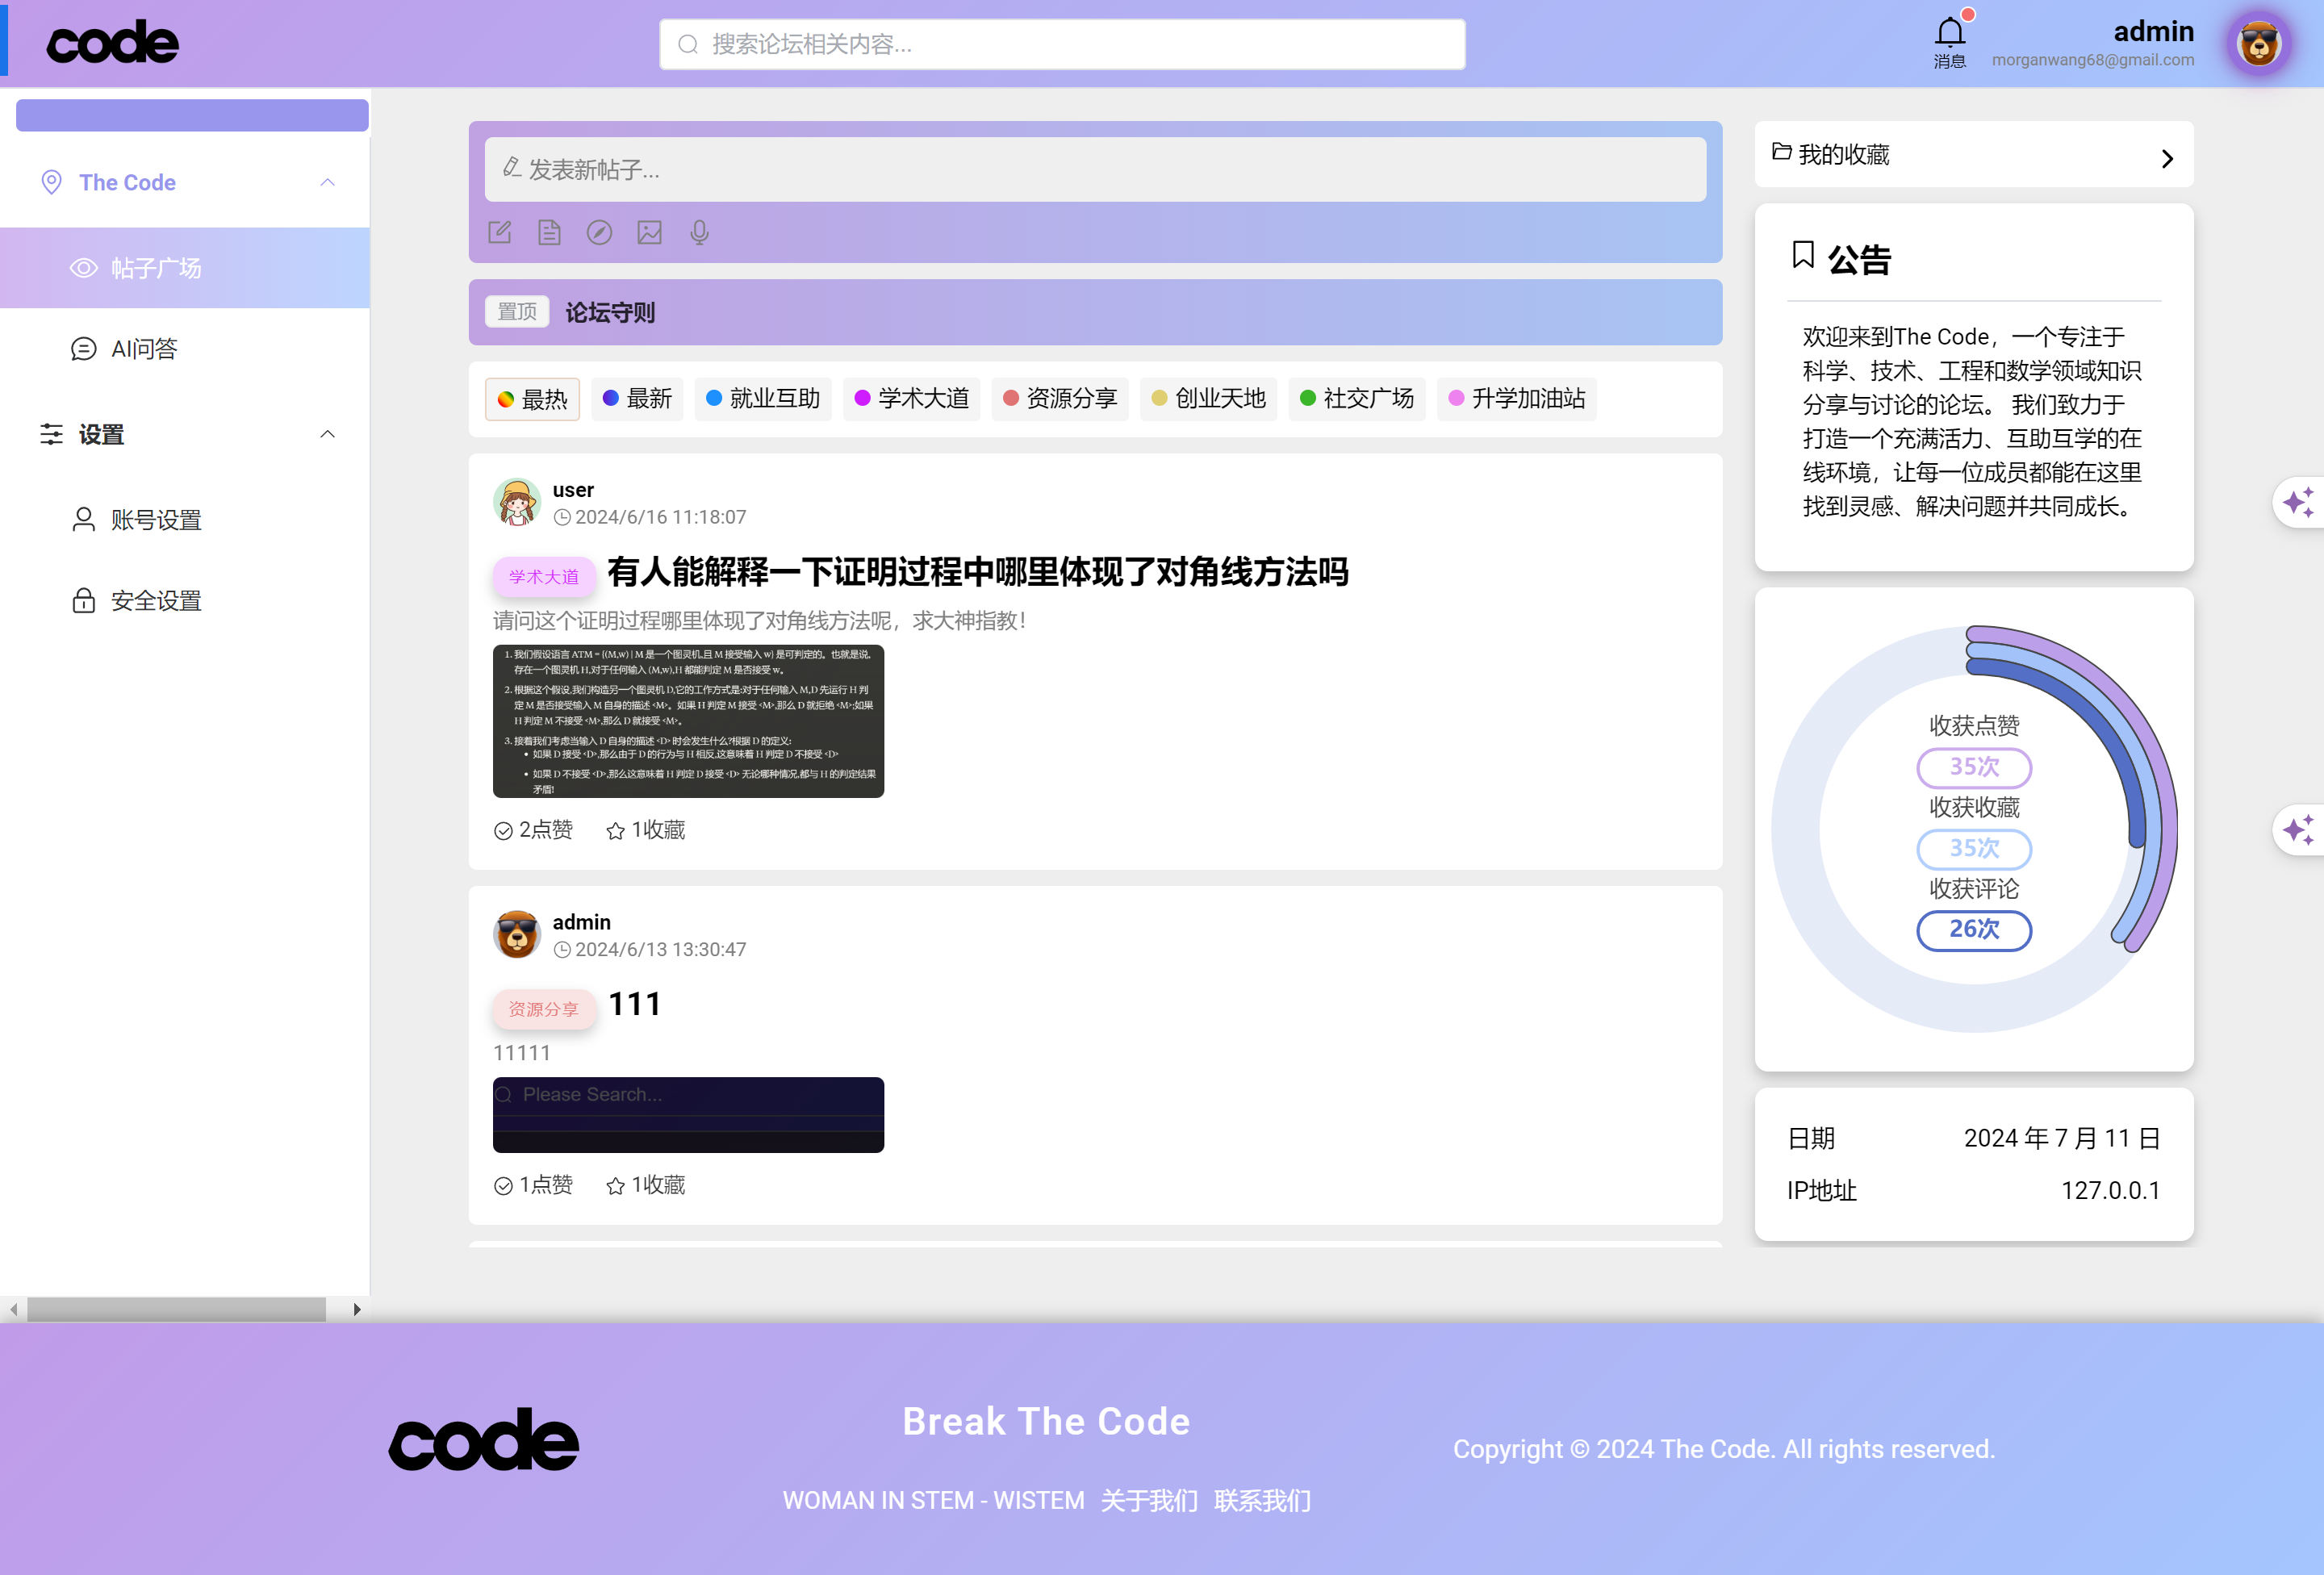 code
搜索论坛相关内容...
消息
admin
morganwang68@gmail.com
The Code
帖子广场
AI问答
设置
账号设置
安全设置
发表新帖子...
置顶 论坛守则
最热 最新 就业互助 学术大道 资源分享 创业天地 社交广场 升学加油站
user
2024/6/16 11:18:07
学术大道 有人能解释一下证明过程中哪里体现了对角线方法吗
请问这个证明过程哪里体现了对角线方法呢，求大神指教！
1. 我们假设语言 ATM = {(M,w) | M 是一个图灵机,且 M 接受输入 w} 是可判定的。也就是说,
存在一个图灵机 H,对于任何输入 (M,w),H 都能判定 M 是否接受 w。
2. 根据这个假设,我们构造另一个图灵机 D,它的工作方式是:对于任何输入 M,D 先运行 H 判
定 M 是否接受输入 M 自身的描述 <M>。如果 H 判定 M 接受 <M>,那么 D 就拒绝 <M>;如果
H 判定 M 不接受 <M>,那么 D 就接受 <M>。
3. 接着我们考虑当输入 D 自身的描述 <D> 时会发生什么?根据 D 的定义:
• 如果 D 接受 <D>,那么由于 D 的行为与 H 相反,这意味着 H 判定 D 不接受 <D>
• 如果 D 不接受 <D>,那么这意味着 H 判定 D 接受 <D> 无论哪种情况,都与 H 的判定结果
矛盾!
2点赞 1收藏
admin
2024/6/13 13:30:47
资源分享 111
11111
Please Search...
1点赞 1收藏
我的收藏
公告
欢迎来到The Code，一个专注于
科学、技术、工程和数学领域知识
分享与讨论的论坛。 我们致力于
打造一个充满活力、互助互学的在
线环境，让每一位成员都能在这里
找到灵感、解决问题并共同成长。
收获点赞
35次
收获收藏
35次
收获评论
26次
日期 2024 年 7 月 11 日
IP地址 127.0.0.1
code
Break The Code
WOMAN IN STEM - WISTEM 关于我们 联系我们
Copyright © 2024 The Code. All rights reserved.